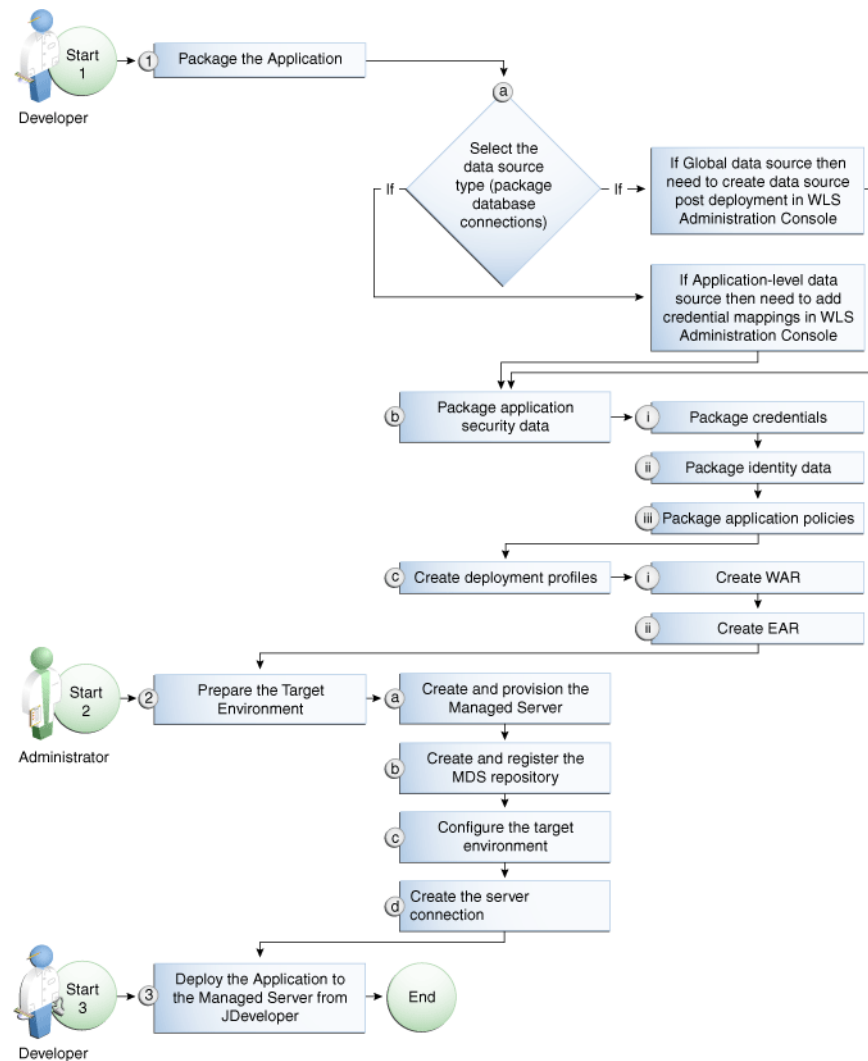 Start
1
Developer
1
Package the Application
a
Select the
data source
type (package
database
connections)
If
If
If Global data source then
need to create data source
post deployment in WLS
Administration Console
If Application-level data
source then need to add
credential mappings in WLS
Administration Console
b
Package application
security data
i
Package credentials
ii
Package identity data
iii
Package application policies
c
Create deployment profiles
i
Create WAR
ii
Create EAR
Start
2
Administrator
2
Prepare the Target
Environment
a
Create and provision the
Managed Server
b
Create and register the
MDS repository
c
Configure the target
environment
d
Create the server
connection
Start
3
Developer
3
Deploy the Application to
the Managed Server from
JDeveloper
End